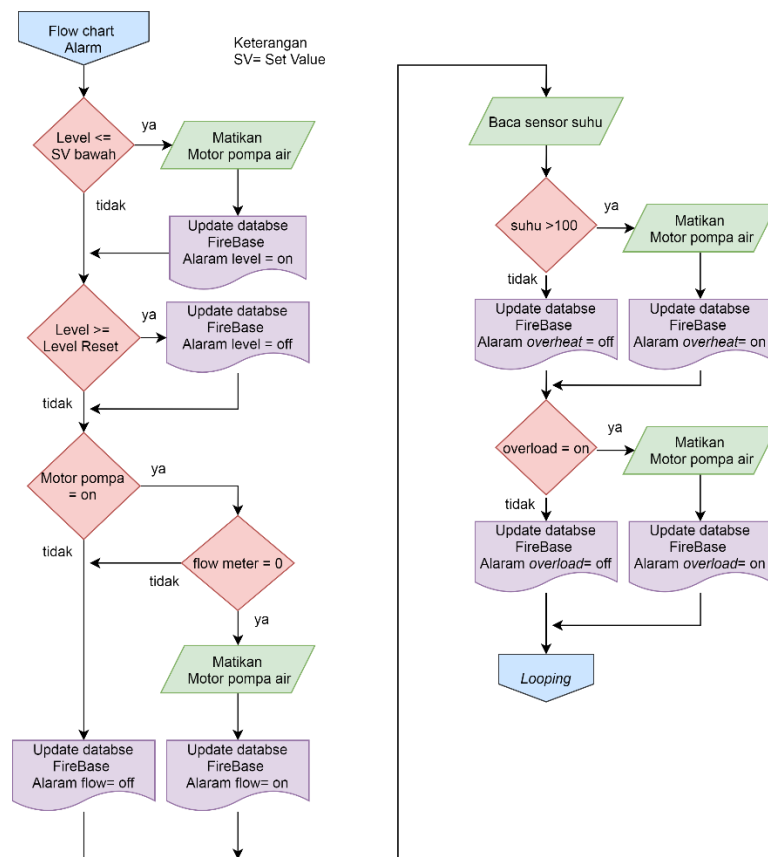 Flow chart
Alarm
Keterangan
SV= Set Value
Level <=
SV bawah
ya
Matikan
Motor pompa air
tidak
Update databse
FireBase
Alaram level = on
Level >=
Level Reset
ya
Update databse
FireBase
Alaram level = off
tidak
Motor pompa
= on
ya
tidak
flow meter = 0
tidak
ya
Matikan
Motor pompa air
Update databse
FireBase
Alaram flow= off
Update databse
FireBase
Alaram flow= on
Baca sensor suhu
suhu >100
ya
Matikan
Motor pompa air
tidak
Update databse
FireBase
Alaram overheat = off
Update databse
FireBase
Alaram overheat= on
overload = on
ya
Matikan
Motor pompa air
tidak
Update databse
FireBase
Alaram overload= off
Update databse
FireBase
Alaram overload= on
Looping